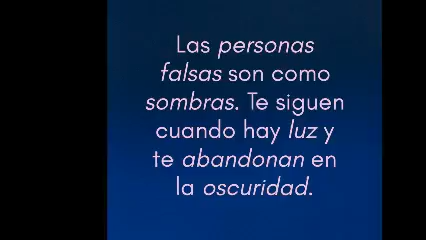 Las personas
falsas son como
sombras. Te siguen
cuando hay luz y
te abandonan en
la oscuridad.